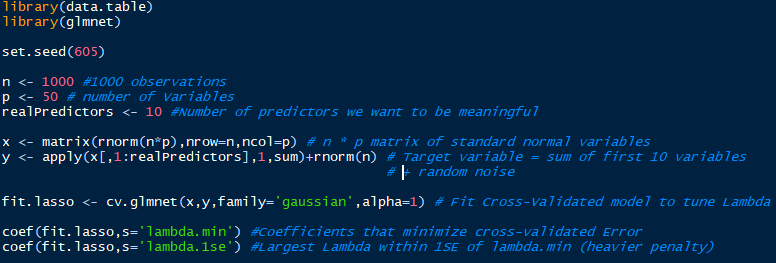 library(data.table)
library(glmnet)
set.seed(605)
n <- 1000 #1000 observations
p <- 50 # number of variables
realPredictors <- 10 #Number of predictors we want to be meaningful
x <- matrix(rnorm(n*p),nrow=n,ncol=p) # n * p matrix of standard normal variables
y <- apply(x[,1:realPredictors],1,sum)+rnorm(n) # Target variable = sum of first 10 variables
# + random noise
fit.lasso <- cv.glmnet(x,y,family='gaussian',alpha=1) # Fit Cross-Validated model to tune Lambda
coef(fit.lasso,s='lambda.min') #Coefficients that minimize cross-validated Error
coef(fit.lasso,s='lambda.1se') #Largest Lambda within 1SE of lambda.min (heavier penalty)